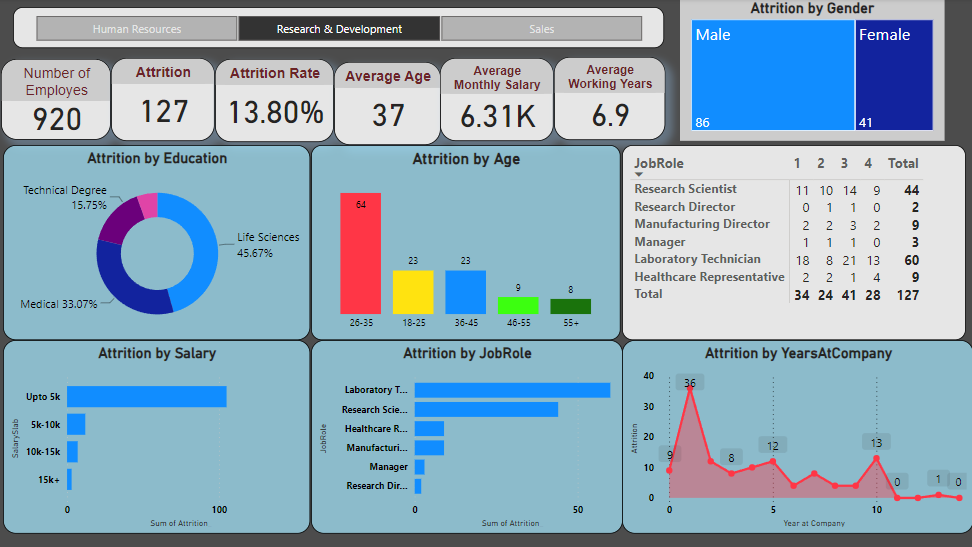 Human Resources
Research & Development
Sales
Attrition by Gender
Male
Female
86
41
Number of
Employes
920
Attrition
127
Attrition Rate
13.80%
Average Age
37
Average
Monthly Salary
6.31K
Average
Working Years
6.9
Attrition by Education
Technical Degree
15.75%
Life Sciences
45.67%
Medical 33.07%
Attrition by Age
64
23
23
9
8
26-35 18-25 36-45 46-55 55+
JobRole 1 2 3 4 Total
Research Scientist 11 10 14 9 44
Research Director 0 1 1 0 2
Manufacturing Director 2 2 3 2 9
Manager 1 1 1 0 3
Laboratory Technician 18 8 21 13 60
Healthcare Representative 2 2 1 4 9
Total 34 24 41 28 127
Attrition by Salary
SalarySlab
Upto 5k
5k-10k
10k-15k
15k+
0 100
Sum of Attrition
Attrition by JobRole
JobRole
Laboratory T...
Research Scie...
Healthcare R...
Manufacturi...
Manager
Research Dir...
0 50
Sum of Attrition
Attrition by YearsAtCompany
Attrition
40
30
20
10
0
9
36
8
12
13
0
1
0
0 5 10
Year at Company